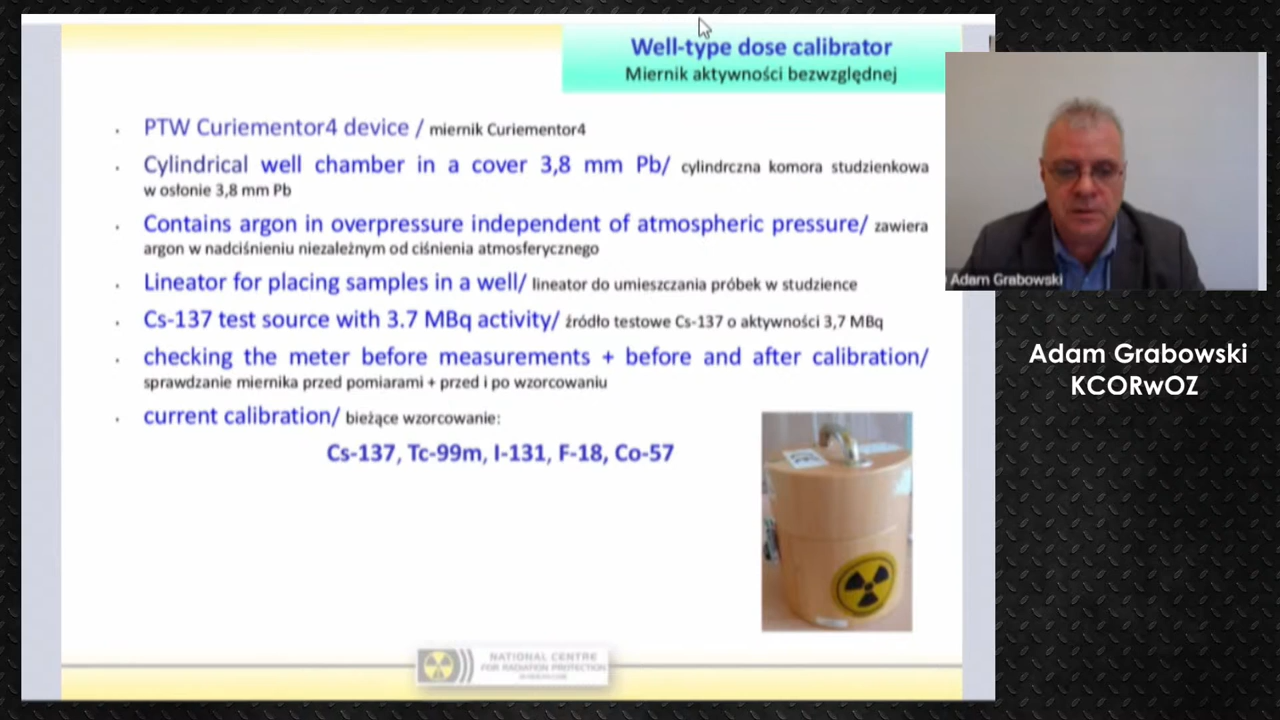 Well-type dose calibrator
Miernik aktywności bezwzględnej
PTW Curiementor4 device / miernik Curiementor4
Cylindrical well chamber in a cover 3,8 mm Pb/ cylindrczna komora studzienkowa
w osłonie 3,8 mm Pb
Contains argon in overpressure independent of atmospheric pressure/ zawiera
argon w nadciśnieniu niezależnym od ciśnienia atmosferycznego
Lineator for placing samples in a well/ lineator do umieszczania próbek w studzience
Cs-137 test source with 3.7 MBq activity/ źródło testowe Cs-137 o aktywności 3,7 MBq
checking the meter before measurements + before and after calibration/
sprawdzanie miernika przed pomiarami + przed i po wzorcowaniu
current calibration/ bieżące wzorcowanie:
Cs-137, Tc-99m, I-131, F-18, Co-57
NATIONAL CENTRE
FOR RADIATION PROTECTION
Adam Grabowski
Adam Grabowski
KCORwOZ